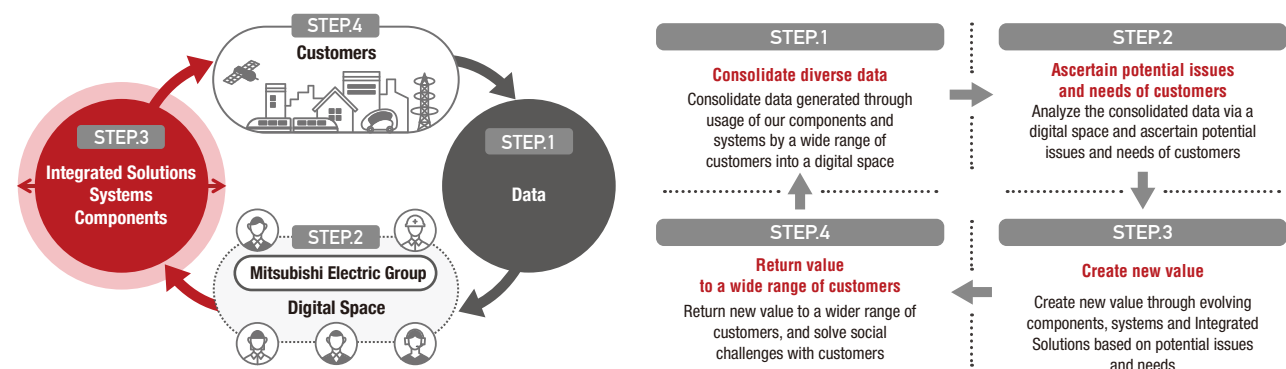 STEP.4
Customers
STEP.3
Integrated Solutions
Systems
Components
STEP.1
Data
STEP.2
Mitsubishi Electric Group
Digital Space
STEP.1
Consolidate diverse data
Consolidate data generated through
usage of our components and
systems by a wide range of
customers into a digital space
STEP.2
Ascertain potential issues
and needs of customers
Analyze the consolidated data via a
digital space and ascertain potential
issues and needs of customers
STEP.4
Return value
to a wide range of customers
Return new value to a wider range of
customers, and solve social
challenges with customers
STEP.3
Create new value
Create new value through evolving
components, systems and Integrated
Solutions based on potential issues
and needs